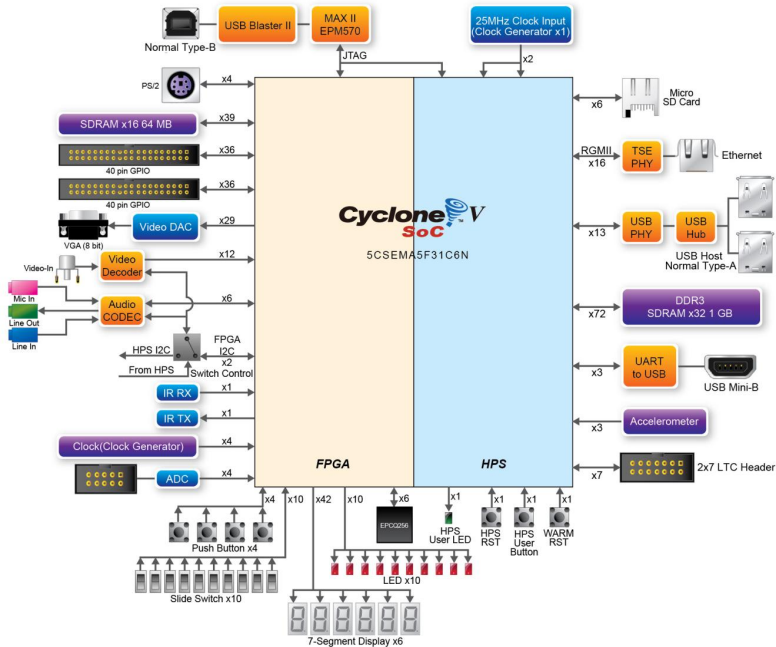 Normal Type-B
USB Blaster II
MAX II
EPM570
JTAG
25MHz Clock Input
(Clock Generator x1)
x2
PS/2
x4
SDRAM x16 64 MB
x39
40 pin GPIO
x36
40 pin GPIO
x36
VGA (8 bit)
Video DAC
x29
Video-In
Video
Decoder
x12
Mic In
Line Out
Line In
Audio
CODEC
x6
HPS I2C
From HPS
FPGA
I2C
x2
Switch Control
IR RX
x1
IR TX
x1
Clock(Clock Generator)
x4
ADC
x4
Cyclone V
TM
SoC
5CSEMA5F31C6N
FPGA
HPS
x6
Micro
SD Card
RGMII
x16
TSE
PHY
Ethernet
x13
USB
PHY
USB
Hub
USB Host
Normal Type-A
x72
DDR3
SDRAM x32 1 GB
x3
UART
to USB
USB Mini-B
x3
Accelerometer
x7
2x7 LTC Header
x4
x10
x42
x10
x6
x1
x1
x1
x1
Push Button x4
Slide Switch x10
EPCQ256
HPS
User LED
HPS
RST
HPS
User
Button
WARM
RST
LED x10
7-Segment Display x6